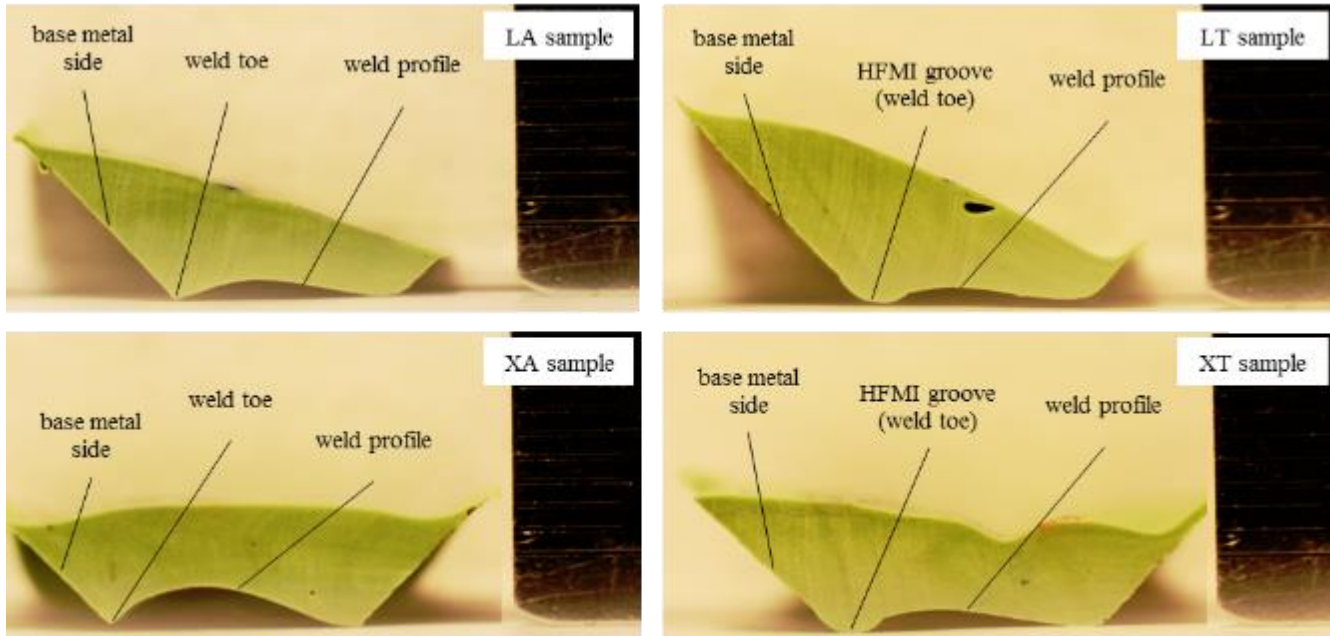 LA sample
base metal
side
weld toe
weld profile
LT sample
base metal
side
HFMI groove
(weld toe)
weld profile
XA sample
weld toe
base metal
side
weld profile
XT sample
base metal
side
HFMI groove
(weld toe)
weld profile